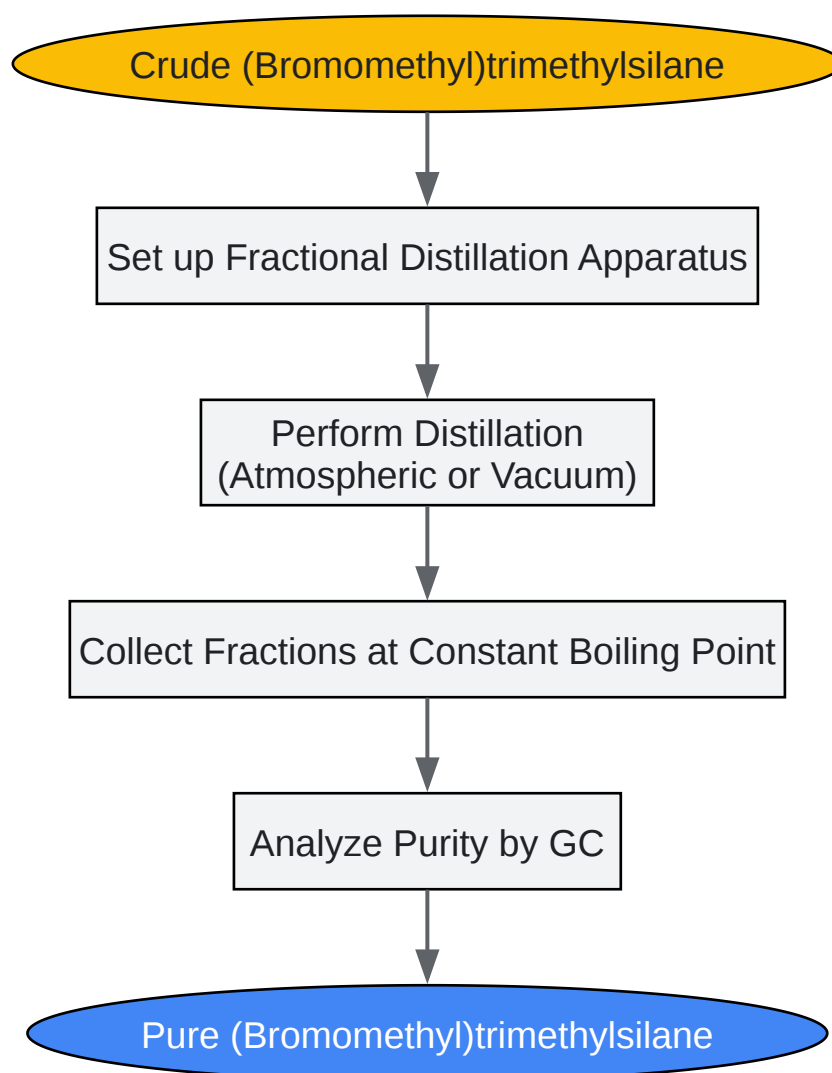 Crude (Bromomethyl)trimethylsilane
Set up Fractional Distillation Apparatus
Perform Distillation
(Atmospheric or Vacuum)
Collect Fractions at Constant Boiling Point
Analyze Purity by GC
Pure (Bromomethyl)trimethylsilane